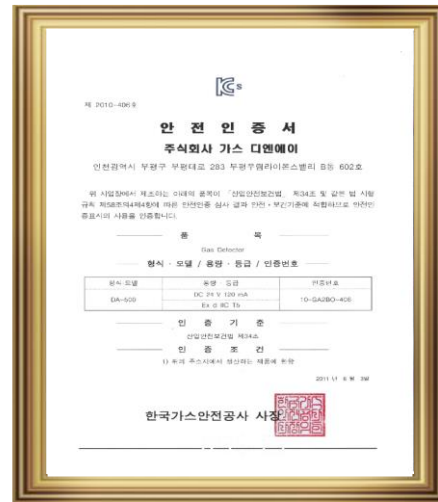 KCs
제 2010-406호
안 전 인 증 서
주식회사 가스 디엔에이
인천광역시 부평구 부평대로 283 부평우림라이온스밸리 B동 602호
위 사업장에서 제조하는 아래의 품목이 「산업안전보건법」 제34조 및 같은 법 시행
규칙 제58조의4제4항에 따른 안전인증 심사 결과 안전·보건기준에 적합하므로 안전인
증표시의 사용을 인증합니다.
품 목
Gas Detector
형식 · 모델 / 용량 · 등급 / 인증번호
형식·모델 용량 · 등급 인증번호
DA-500 DC 24 V 120 mA 10-GA2BO-406
Ex d IIC T6
인 증 기 준
산업안전보건법 제34조
인 증 조 건
한국가스안전공사 사장